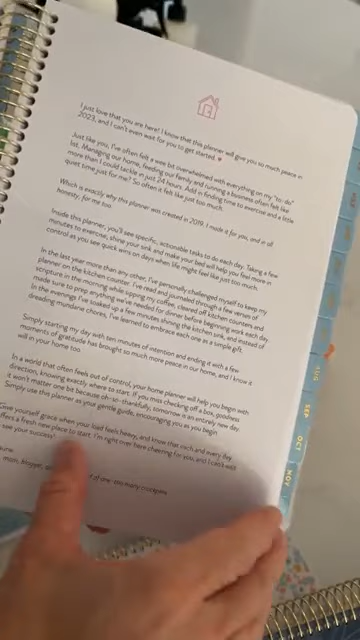 I just love that you are here! I know that this planner will give you so much peace in
2023, and I can't even wait for you to get started. ♥
Just like you, I've often felt a wee bit overwhelmed with everything on my "to-do"
list. Managing our home, feeding our family and running a business often felt like
more than I could tackle in just 24 hours. Add in finding time to exercise and a little
quiet time just for me? So often it felt like just too much.
Which is exactly why this planner was created in 2019. I made it for you, and in all
honesty, for me too.
Inside this planner, you'll see specific, actionable tasks to do each day. Taking a few
minutes to exercise, shine your sink and make your bed will help you feel more in
control as you see quick wins on days when life might feel like just too much.
In the last year more than any other, I've personally challenged myself to keep my
planner on the kitchen counter. I've read and journaled through a few verses of
scripture in the morning while sipping my coffee, cleared off kitchen counters and
made sure to prep anything we've needed for dinner before beginning work each day.
In the evenings I've soaked up a few minutes shining the kitchen sink, and instead of
dreading mundane chores, I've learned to embrace each one as a simple gift.
Simply starting my day with ten minutes of intention and ending it with a few
moments of gratitude has brought so much more peace in our home, and I know it
will in your home too.
In a world that often feels out of control, your home planner will help you begin with
direction, knowing exactly where to start. If you miss checking off a box, goodness
it won't matter one bit because oh-so-thankfully, tomorrow is an entirely new day.
Simply use this planner as your gentle guide, encouraging you as you begin
Give yourself grace when your load feels heavy, and know that each and every day
offers a fresh new place to start. I'm right over here cheering for you, and I can't wait
see your success!
mom, blogger, of one-too-many crockpots
AUG
SEP
OCT
NOV